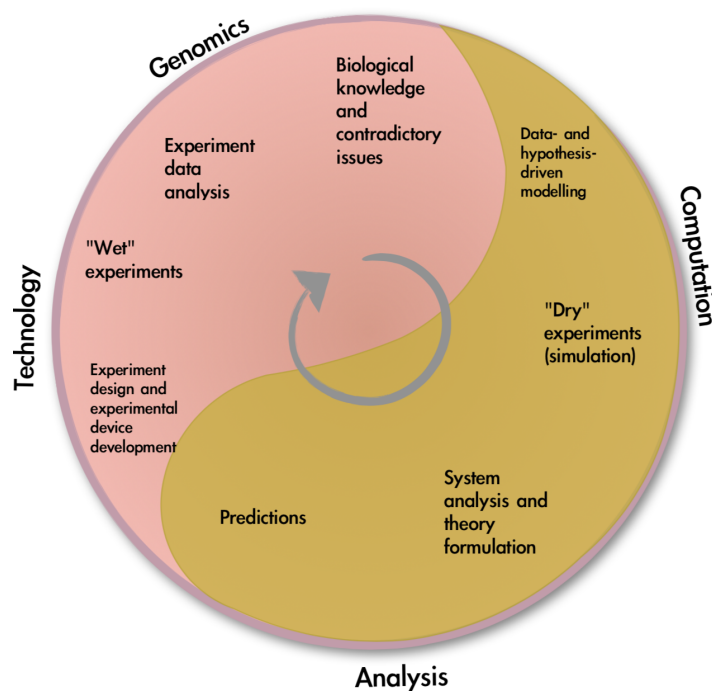 Genomics
Biological
knowledge
and
contradictory
issues
Experiment
data
analysis
Data- and
hypothesis-
driven
modelling
Computation
"Wet"
experiments
Technology
"Dry"
experiments
(simulation)
Experiment
design and
experimental
device
development
System
analysis and
theory
formulation
Predictions
Analysis